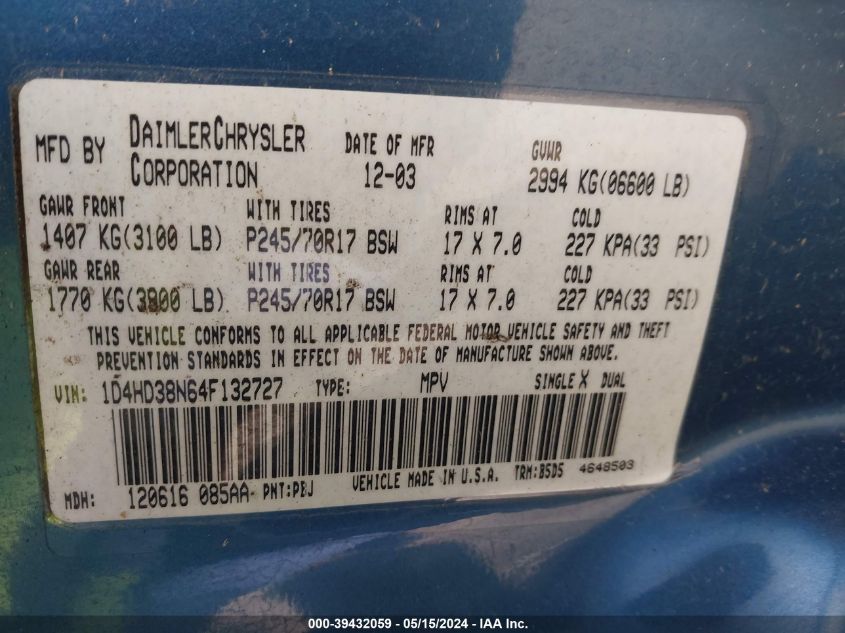 MFD BY DAIMLERCHRYSLER CORPORATION DATE OF MFR 12-03 GVWR 2994 KG(06600 LB)
GAWR FRONT WITH TIRES RIMS AT COLD
1407 KG(3100 LB) P245/70R17 BSW 17 X 7.0 227 KPA(33 PSI)
GAWR REAR WITH TIRES RIMS AT COLD
1770 KG(3900 LB) P245/70R17 BSW 17 X 7.0 227 KPA(33 PSI)
THIS VEHICLE CONFORMS TO ALL APPLICABLE FEDERAL MOTOR VEHICLE SAFETY AND THEFT
PREVENTION STANDARDS IN EFFECT ON THE DATE OF MANUFACTURE SHOWN ABOVE.
VIN: 1D4HD38N64F132727 TYPE: MPV SINGLE X DUAL
MDH: 120616 085AA PNT:PBJ VEHICLE MADE IN U.S.A. TRM:B5D5 4648503
000-39432059 - 05/15/2024 - IAA Inc.